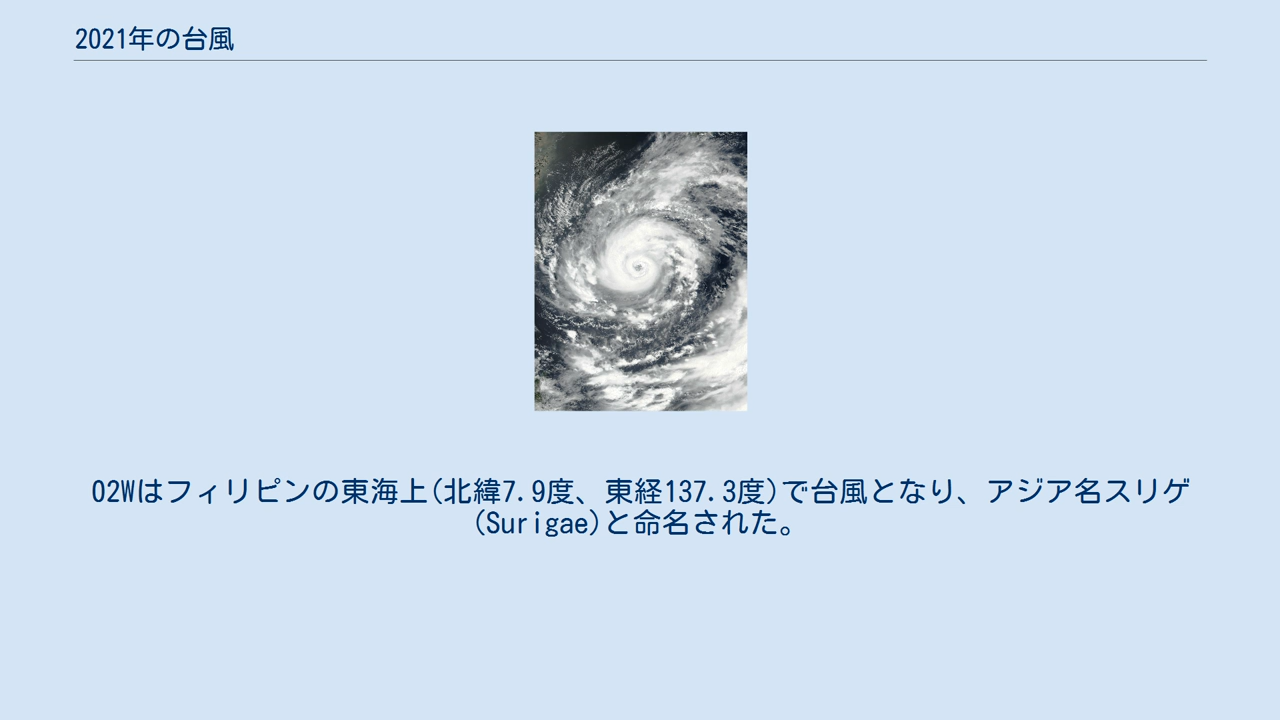 2021年の台風
02Wはフィリピンの東海上(北緯7.9度、東経137.3度)で台風となり、アジア名スリゲ
(Surigae)と命名された。